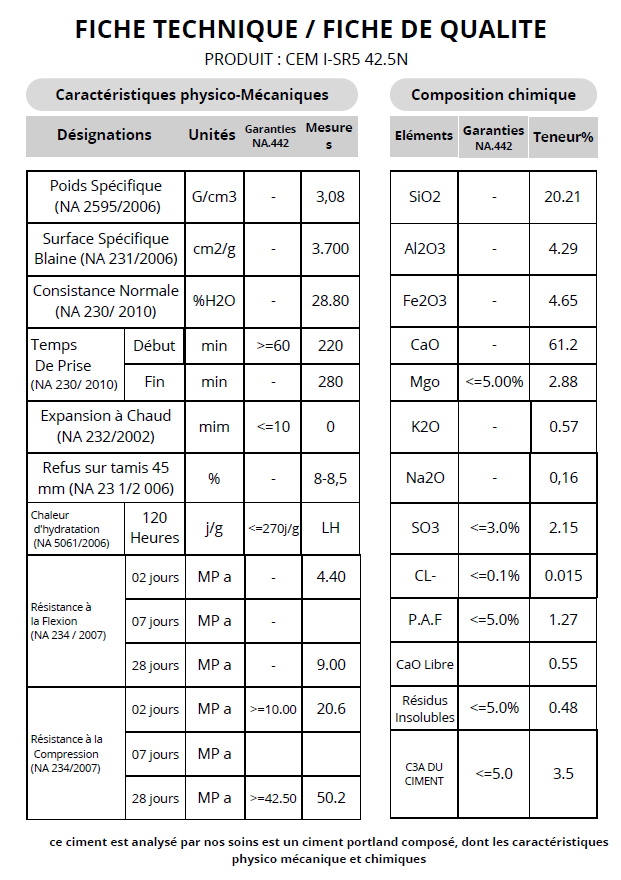 FICHE TECHNIQUE / FICHE DE QUALITE
PRODUIT : CEM I-SR5 42.5N
Caractéristiques physico-Mécaniques
Désignations Unités Garanties NA.442 Mesures
Poids Spécifique (NA 2595/2006) G/cm3 - 3,08
Surface Spécifique Blaine (NA 231/2006) cm2/g - 3.700
Consistance Normale (NA 230/ 2010) %H2O - 28.80
Temps De Prise (NA 230/ 2010) Début min >=60 220
Fin min - 280
Expansion à Chaud (NA 232/2002) mim <=10 0
Refus sur tamis 45 mm (NA 23 1/2 006) % - 8-8,5
Chaleur d'hydratation (NA 5061/2006) 120 Heures j/g <=270j/g LH
Résistance à la Flexion (NA 234 / 2007) 02 jours MP a - 4.40
07 jours MP a -
28 jours MP a - 9.00
Résistance à la Compression (NA 234/2007) 02 jours MP a >=10.00 20.6
07 jours MP a
28 jours MP a >=42.50 50.2
Composition chimique
Eléments Garanties NA.442 Teneur%
SiO2 - 20.21
Al2O3 - 4.29
Fe2O3 - 4.65
CaO - 61.2
Mgo <=5.00% 2.88
K2O - 0.57
Na2O - 0,16
SO3 <=3.0% 2.15
CL- <=0.1% 0.015
P.A.F <=5.0% 1.27
CaO Libre 0.55
Résidus Insolubles <=5.0% 0.48
C3A DU CIMENT <=5.0 3.5
ce ciment est analysé par nos soins est un ciment portland composé, dont les caractéristiques
physico mécanique et chimiques